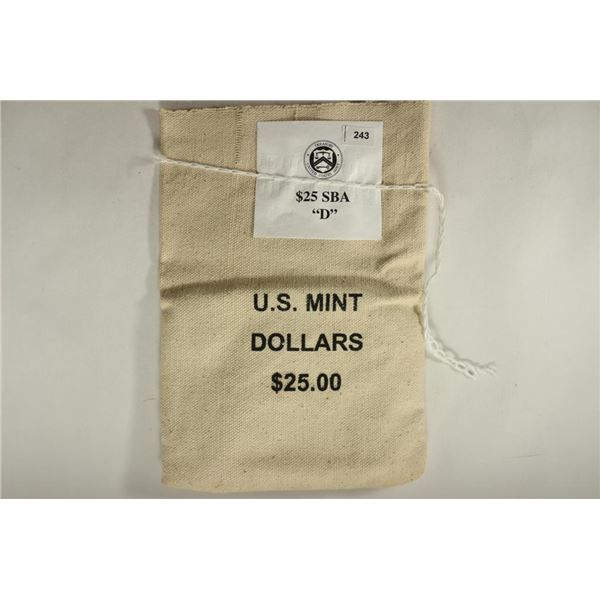 243
$25 SBA
“D”
U.S. MINT
DOLLARS
$25.00